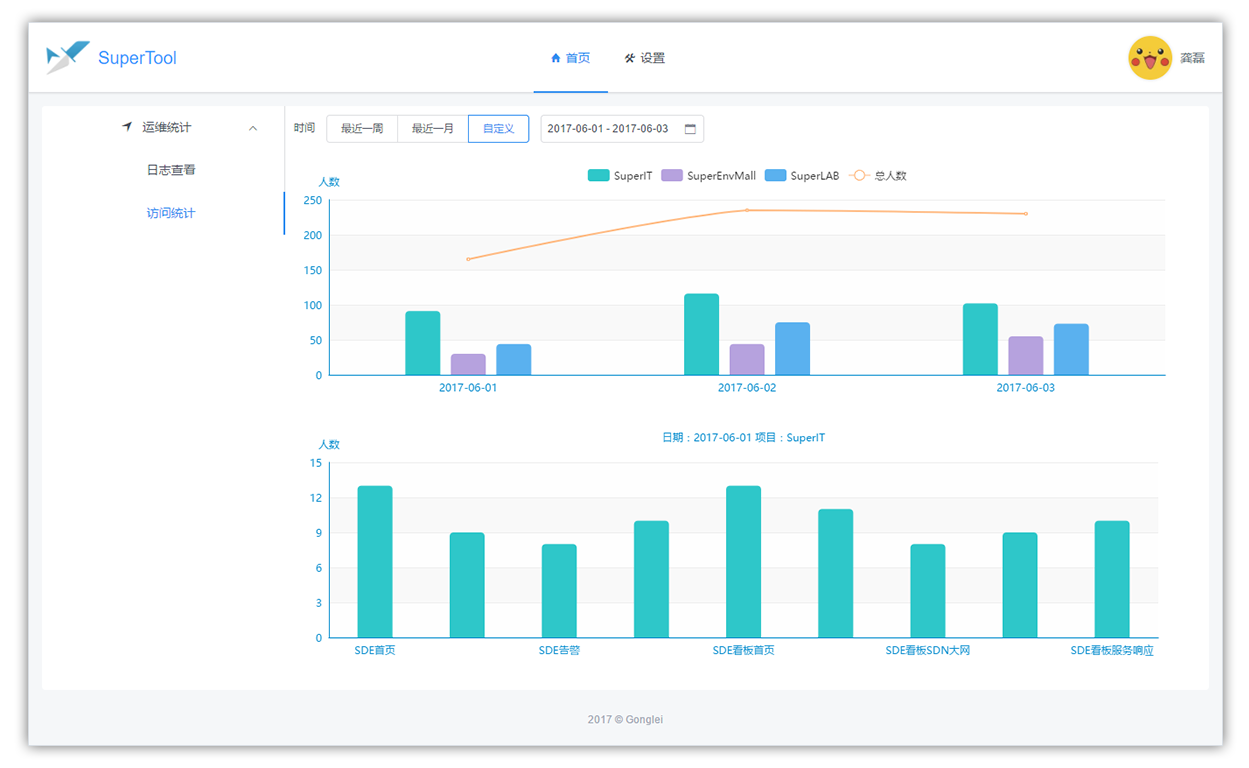 SuperTool
首页
设置
龚磊
运维统计
日志查看
访问统计
时间
最近一周
最近一月
自定义
2017-06-01 - 2017-06-03
SuperIT
SuperEnvMall
SuperLAB
总人数
人数
250
200
150
100
50
0
2017-06-01
2017-06-02
2017-06-03
日期：2017-06-01 项目：SuperIT
人数
15
12
9
6
3
0
SDE首页
SDE告警
SDE看板首页
SDE看板SDN大网
SDE看板服务响应
2017 © Gonglei